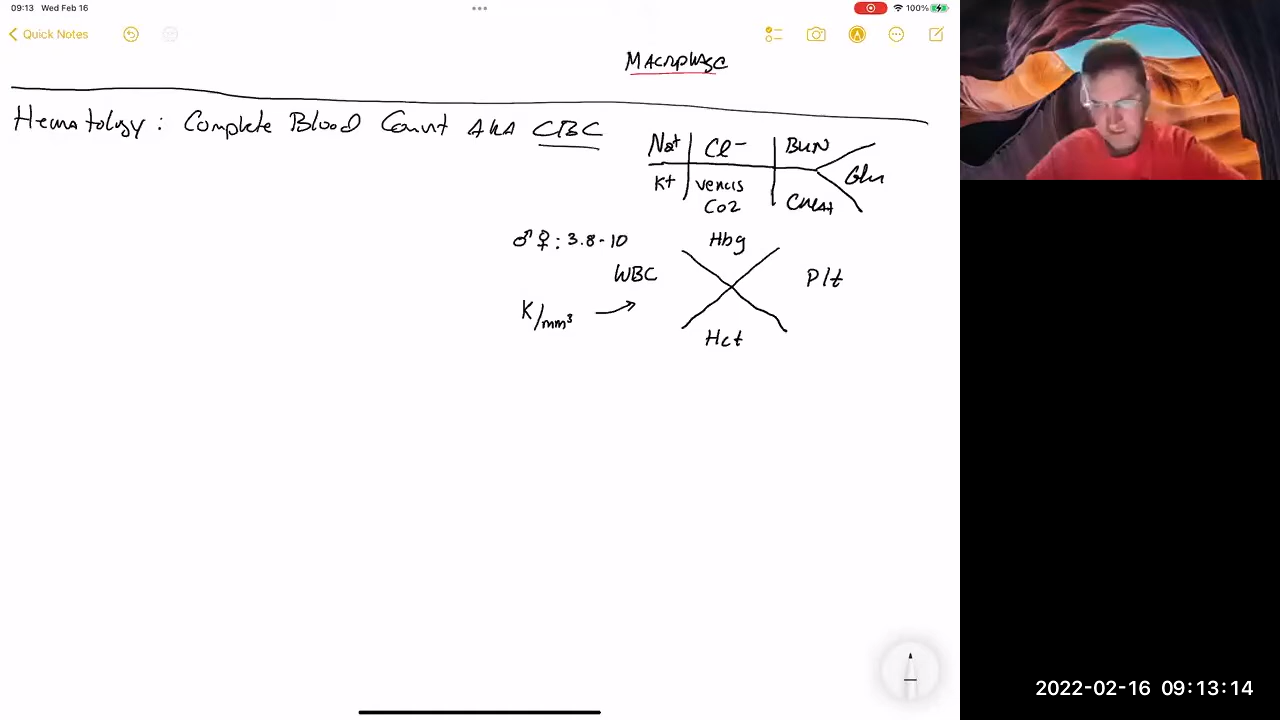 09:13 Wed Feb 16
100%
Quick Notes
Macrophage
Hematology : Complete Blood Count AKA CBC
Na+ Cl- BUN
Glu
K+ venous Creat
CO2
♂ ♀ : 3.8-10 Hbg
WBC Plt
K/mm³ →
Hct
2022-02-16 09:13:14